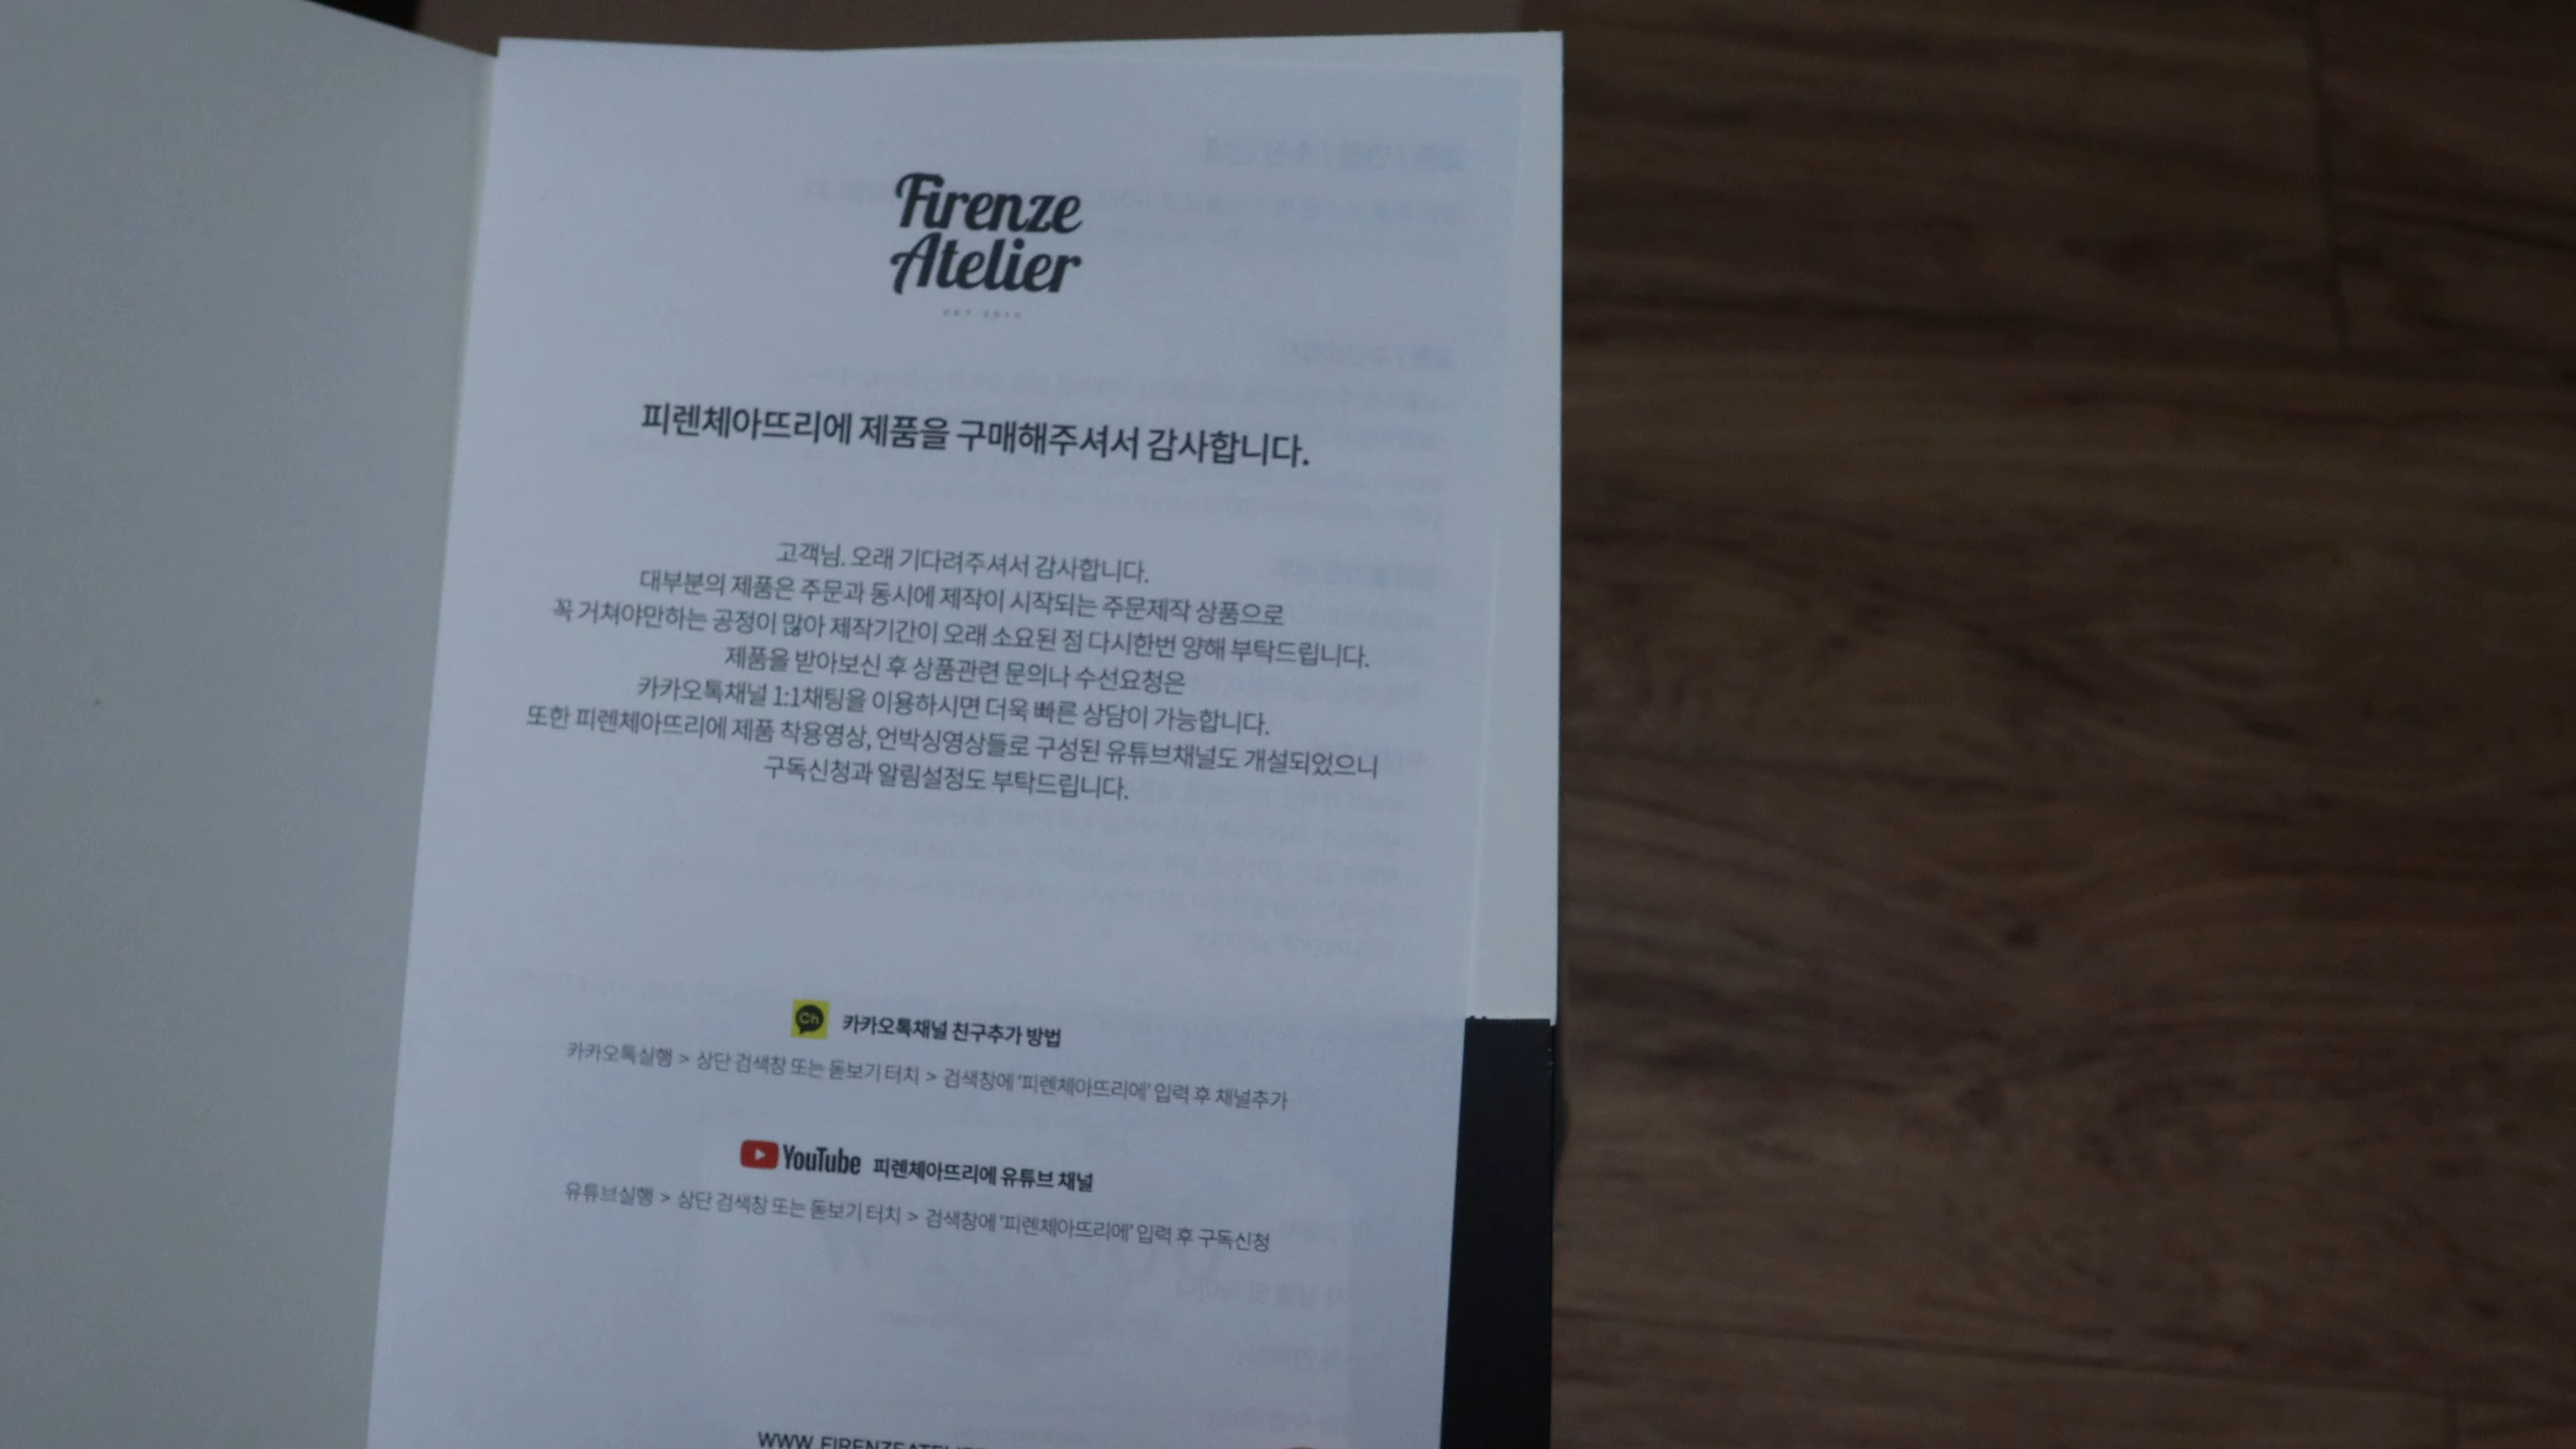 Firenze
Atelier
피렌체아뜨리에 제품을 구매해주셔서 감사합니다.
고객님. 오래 기다려주셔서 감사합니다.
대부분의 제품은 주문과 동시에 제작이 시작되는 주문제작 상품으로
꼭 거쳐야만하는 공정이 많아 제작기간이 오래 소요된 점 다시한번 양해 부탁드립니다.
제품을 받아보신 후 상품관련 문의나 수선요청은
카카오톡채널 1:1채팅을 이용하시면 더욱 빠른 상담이 가능합니다.
또한 피렌체아뜨리에 제품 착용영상, 언박싱영상들로 구성된 유튜브채널도 개설되었으니
구독신청과 알림설정도 부탁드립니다.
Ch 카카오톡채널 친구추가 방법
카카오톡실행 > 상단 검색창 또는 돋보기 터치 > 검색창에 '피렌체아뜨리에' 입력 후 채널추가
YouTube 피렌체아뜨리에 유튜브 채널
유튜브실행 > 상단 검색창 또는 돋보기 터치 > 검색창에 '피렌체아뜨리에' 입력 후 구독신청